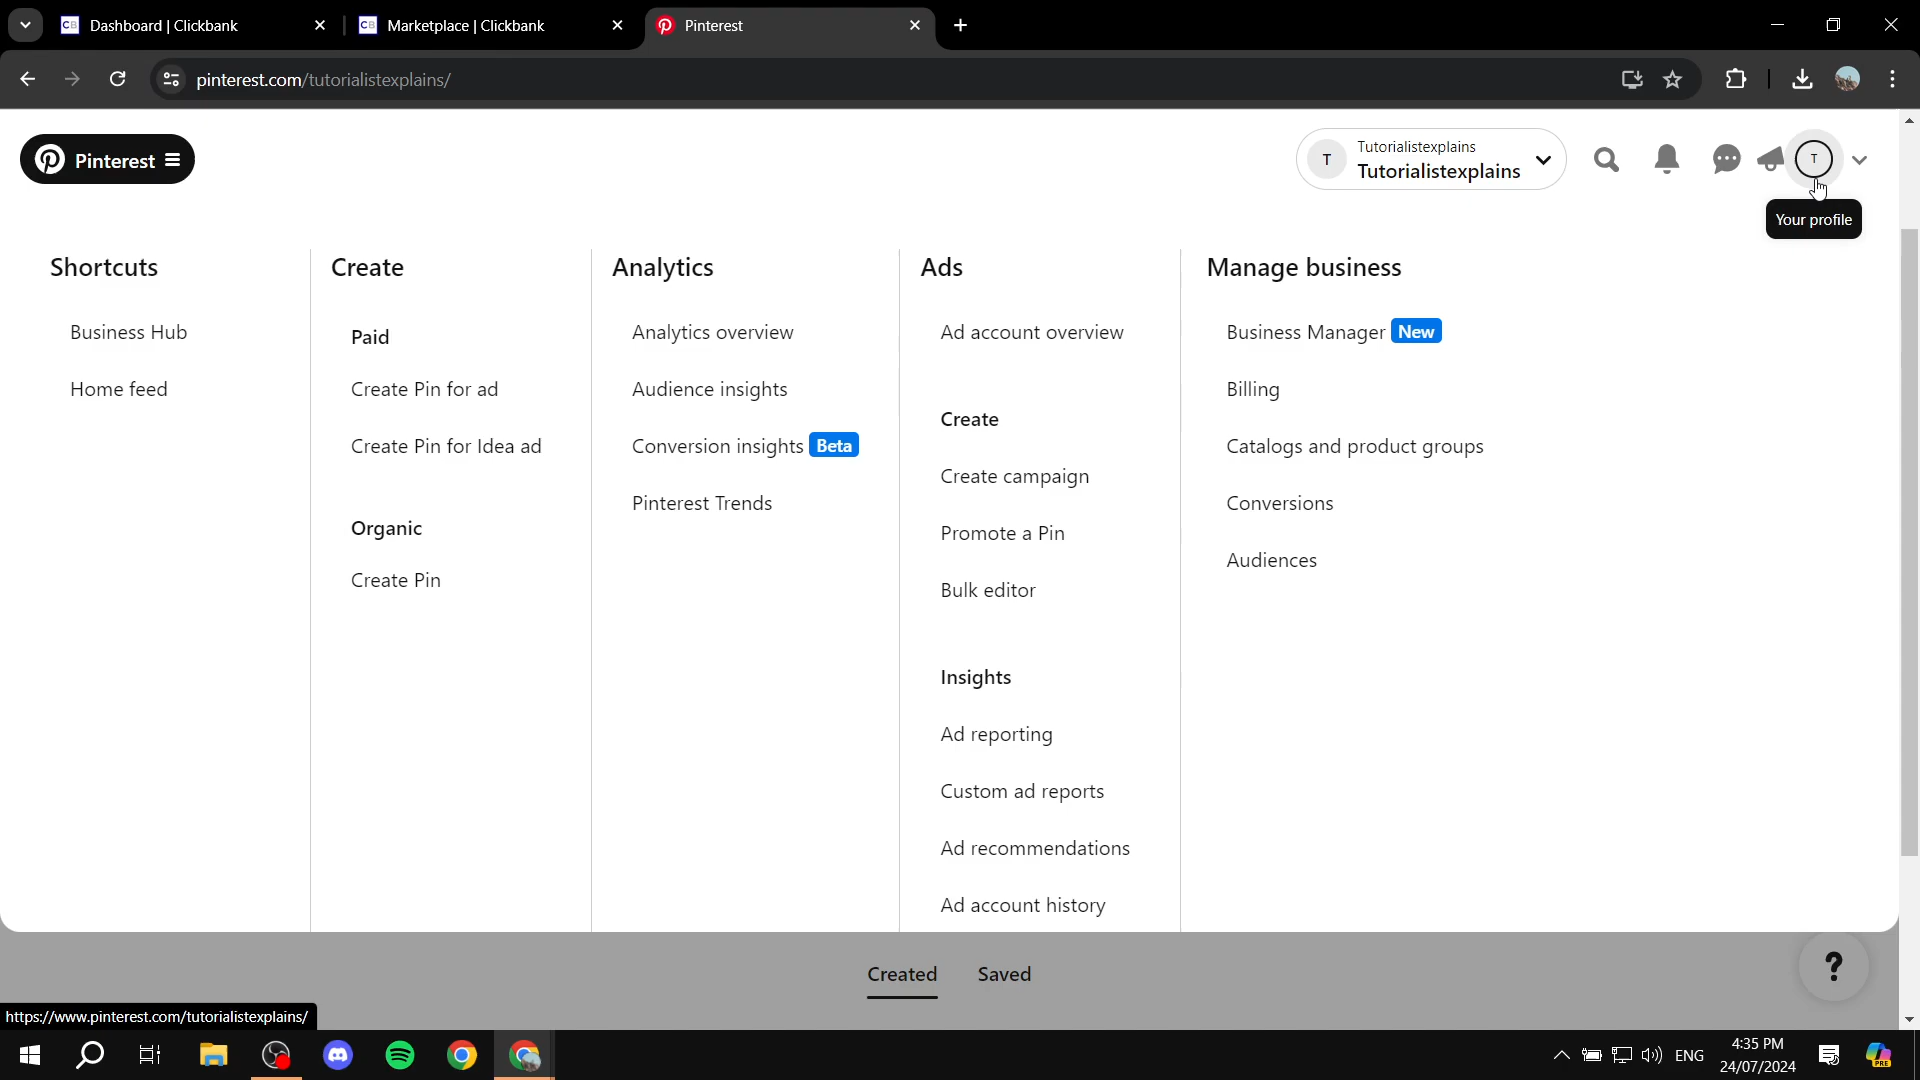 CB Dashboard | Clickbank
CB Marketplace | Clickbank
Pinterest
pinterest.com/tutorialistexplains/
Pinterest
T
Tutorialistexplains
Tutorialistexplains
T
Your profile
Shortcuts
Business Hub
Home feed
Create
Paid
Create Pin for ad
Create Pin for Idea ad
Organic
Create Pin
Analytics
Analytics overview
Audience insights
Conversion insights Beta
Pinterest Trends
Ads
Ad account overview
Create
Create campaign
Promote a Pin
Bulk editor
Insights
Ad reporting
Custom ad reports
Ad recommendations
Ad account history
Manage business
Business Manager New
Billing
Catalogs and product groups
Conversions
Audiences
Created Saved
?
https://www.pinterest.com/tutorialistexplains/
ENG
4:35 PM
24/07/2024
PRE